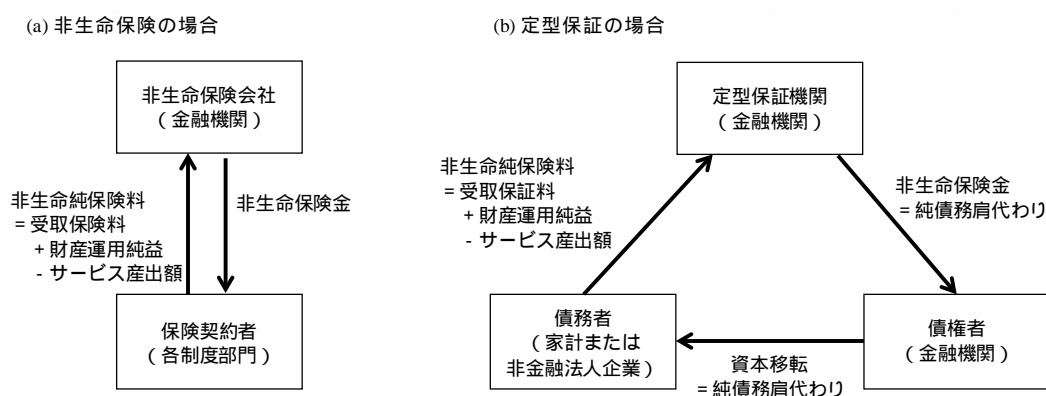 (a) 非生命保険の場合
非生命保険会社
（金融機関）
非生命純保険料
＝受取保険料
＋財産運用純益
－サービス産出額
非生命保険金
保険契約者
（各制度部門）
(b) 定型保証の場合
定型保証機関
（金融機関）
非生命純保険料
＝受取保証料
＋財産運用純益
－サービス産出額
非生命保険金
＝純債務肩代わり
債務者
（家計または
非金融法人企業）
債権者
（金融機関）
資本移転
＝純債務肩代わり